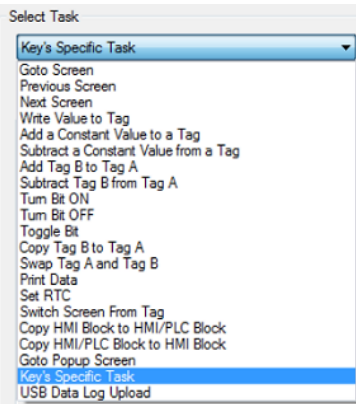 Select Task
Key's Specific Task
Goto Screen
Previous Screen
Next Screen
Write Value to Tag
Add a Constant Value to a Tag
Subtract a Constant Value from a Tag
Add Tag B to Tag A
Subtract Tag B from Tag A
Turn Bit ON
Turn Bit OFF
Toggle Bit
Copy Tag B to Tag A
Swap Tag A and Tag B
Print Data
Set RTC
Switch Screen From Tag
Copy HMI Block to HMI/PLC Block
Copy HMI/PLC Block to HMI Block
Goto Popup Screen
Key's Specific Task
USB Data Log Upload